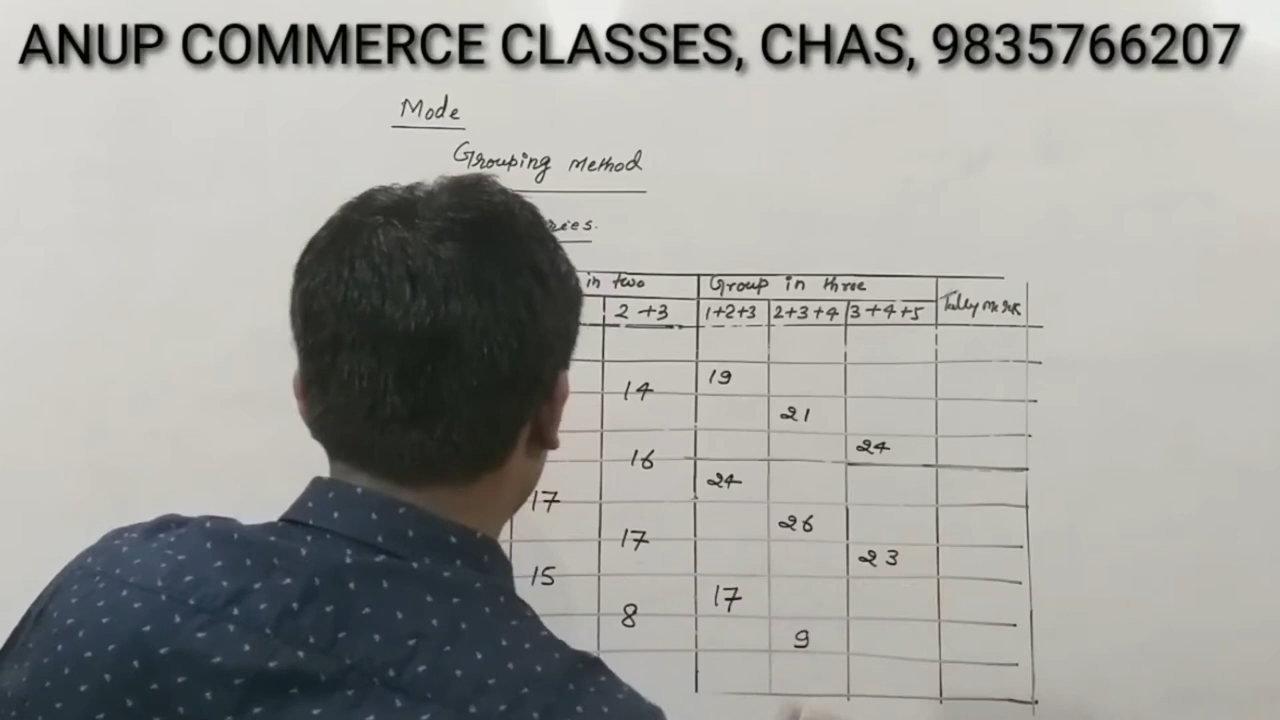 ANUP COMMERCE CLASSES, CHAS, 9835766207
Mode
Grouping method
in two Group in three Tally marks
2+3 1+2+3 2+3+4 3+4+5
19
14
21
24
16
24
17
26
17
23
15
17
8
9